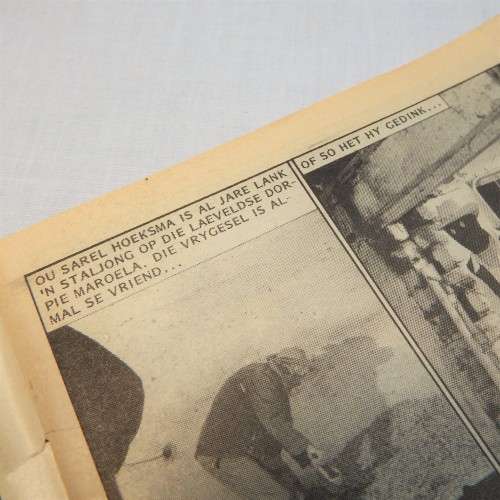 OU SAREL HOEKSMA IS AL JARE LANK
'N STALJONG OP DIE LAEVELDSE DOR-
PIE MAROELA. DIE VRYGESEL IS AL-
MAL SE VRIEND...
OF SO HET HY GEDINK...